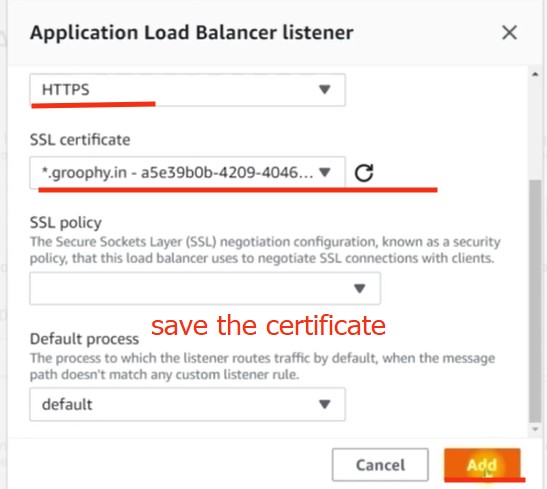 Application Load Balancer listener
HTTPS
SSL certificate
*.groophy.in - a5e39b0b-4209-4046...
SSL policy
The Secure Sockets Layer (SSL) negotiation configuration, known as a security
policy, that this load balancer uses to negotiate SSL connections with clients.
save the certificate
Default process
The process to which the listener routes traffic by default, when the message
path doesn't match any custom listener rule.
default
Cancel
Add